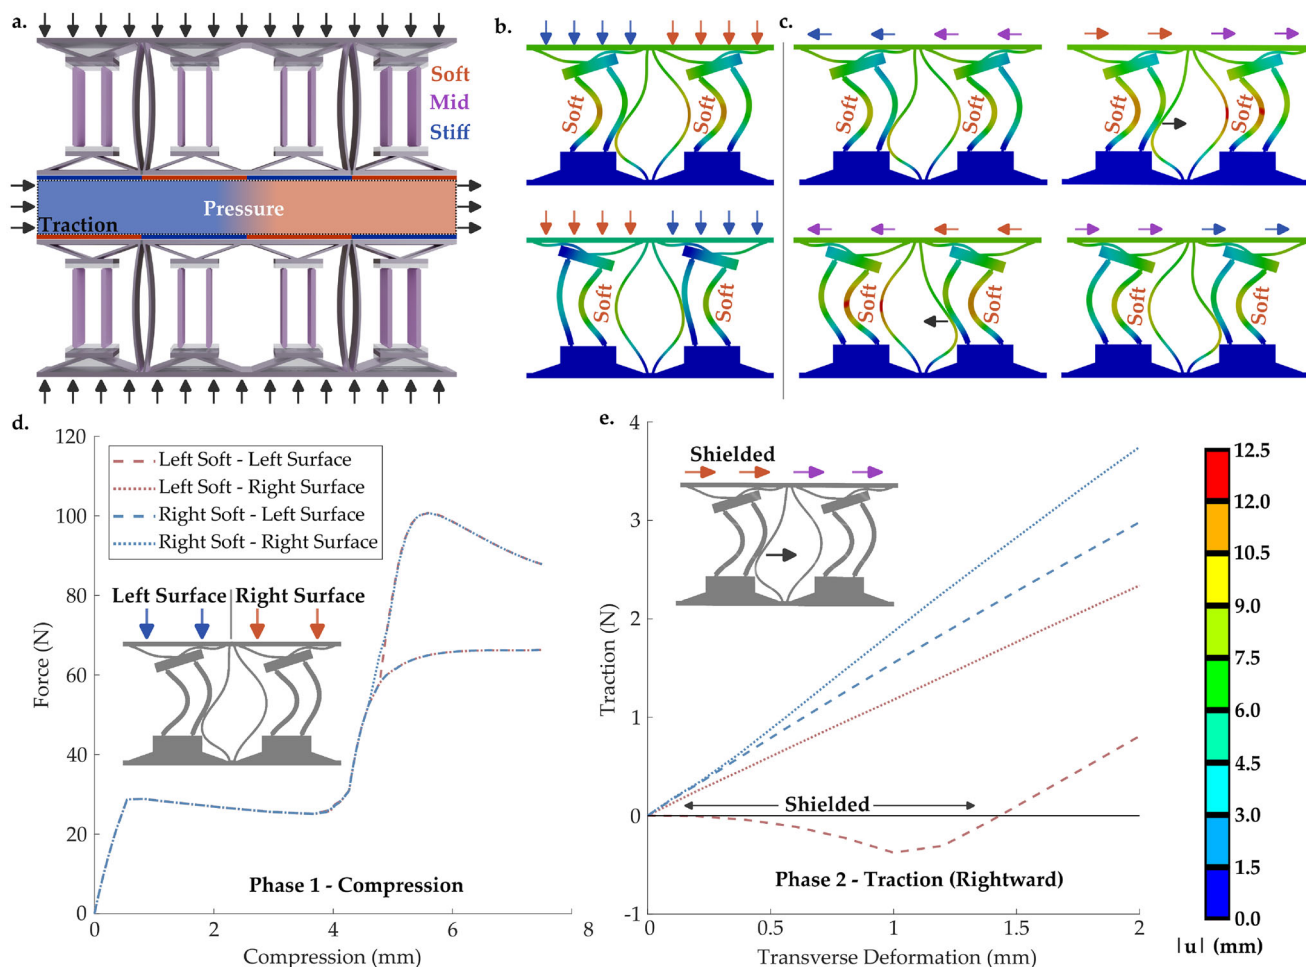 a.
Soft
Mid
Stiff
Pressure
Traction
b.
Soft
Soft
Soft
Soft
c.
Soft
Soft
Soft
Soft
Soft
Soft
Soft
Soft
d.
120
100
80
60
40
20
0
Force (N)
Left Soft - Left Surface
Left Soft - Right Surface
Right Soft - Left Surface
Right Soft - Right Surface
Left Surface
Right Surface
Phase 1 - Compression
0
2
4
6
8
Compression (mm)
e.
4
3
2
1
0
-1
Traction (N)
Shielded
Shielded
Phase 2 - Traction (Rightward)
0
0.5
1
1.5
2
Transverse Deformation (mm)
12.5
12.0
10.5
9.0
7.5
6.0
4.5
3.0
1.5
0.0
|u| (mm)